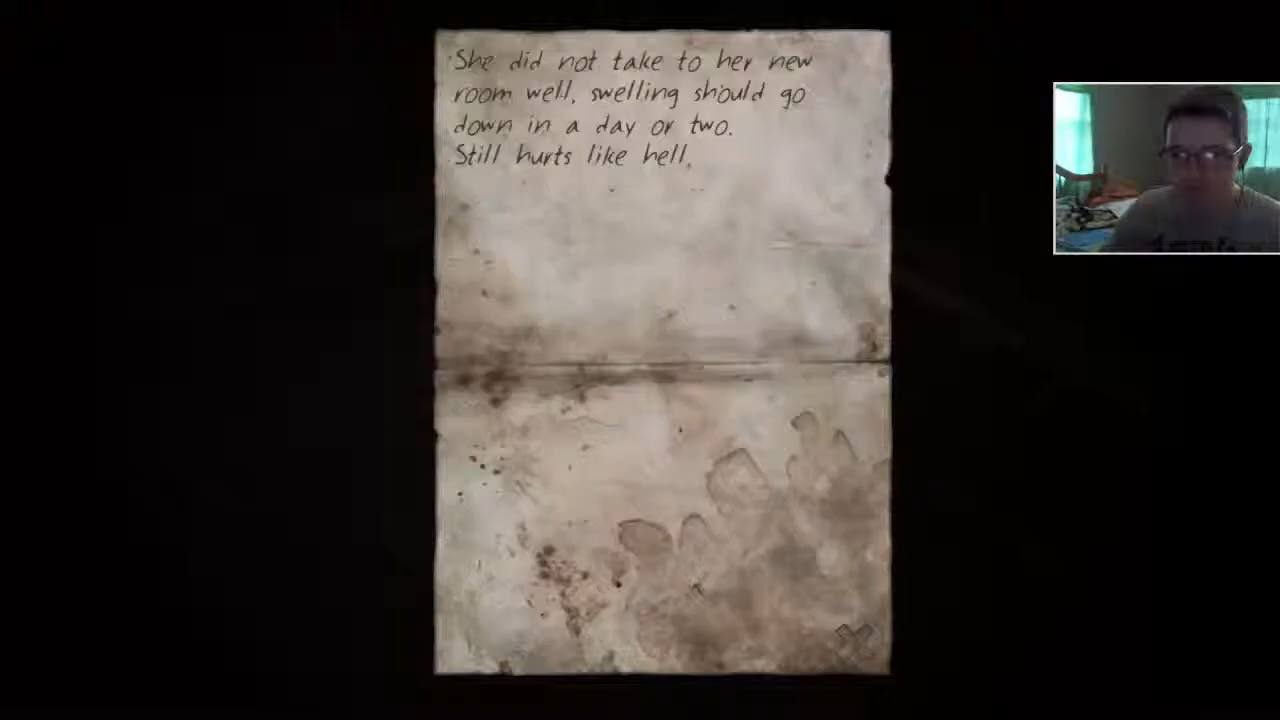 She did not take to her new
room well, swelling should go
down in a day or two.
Still hurts like hell.